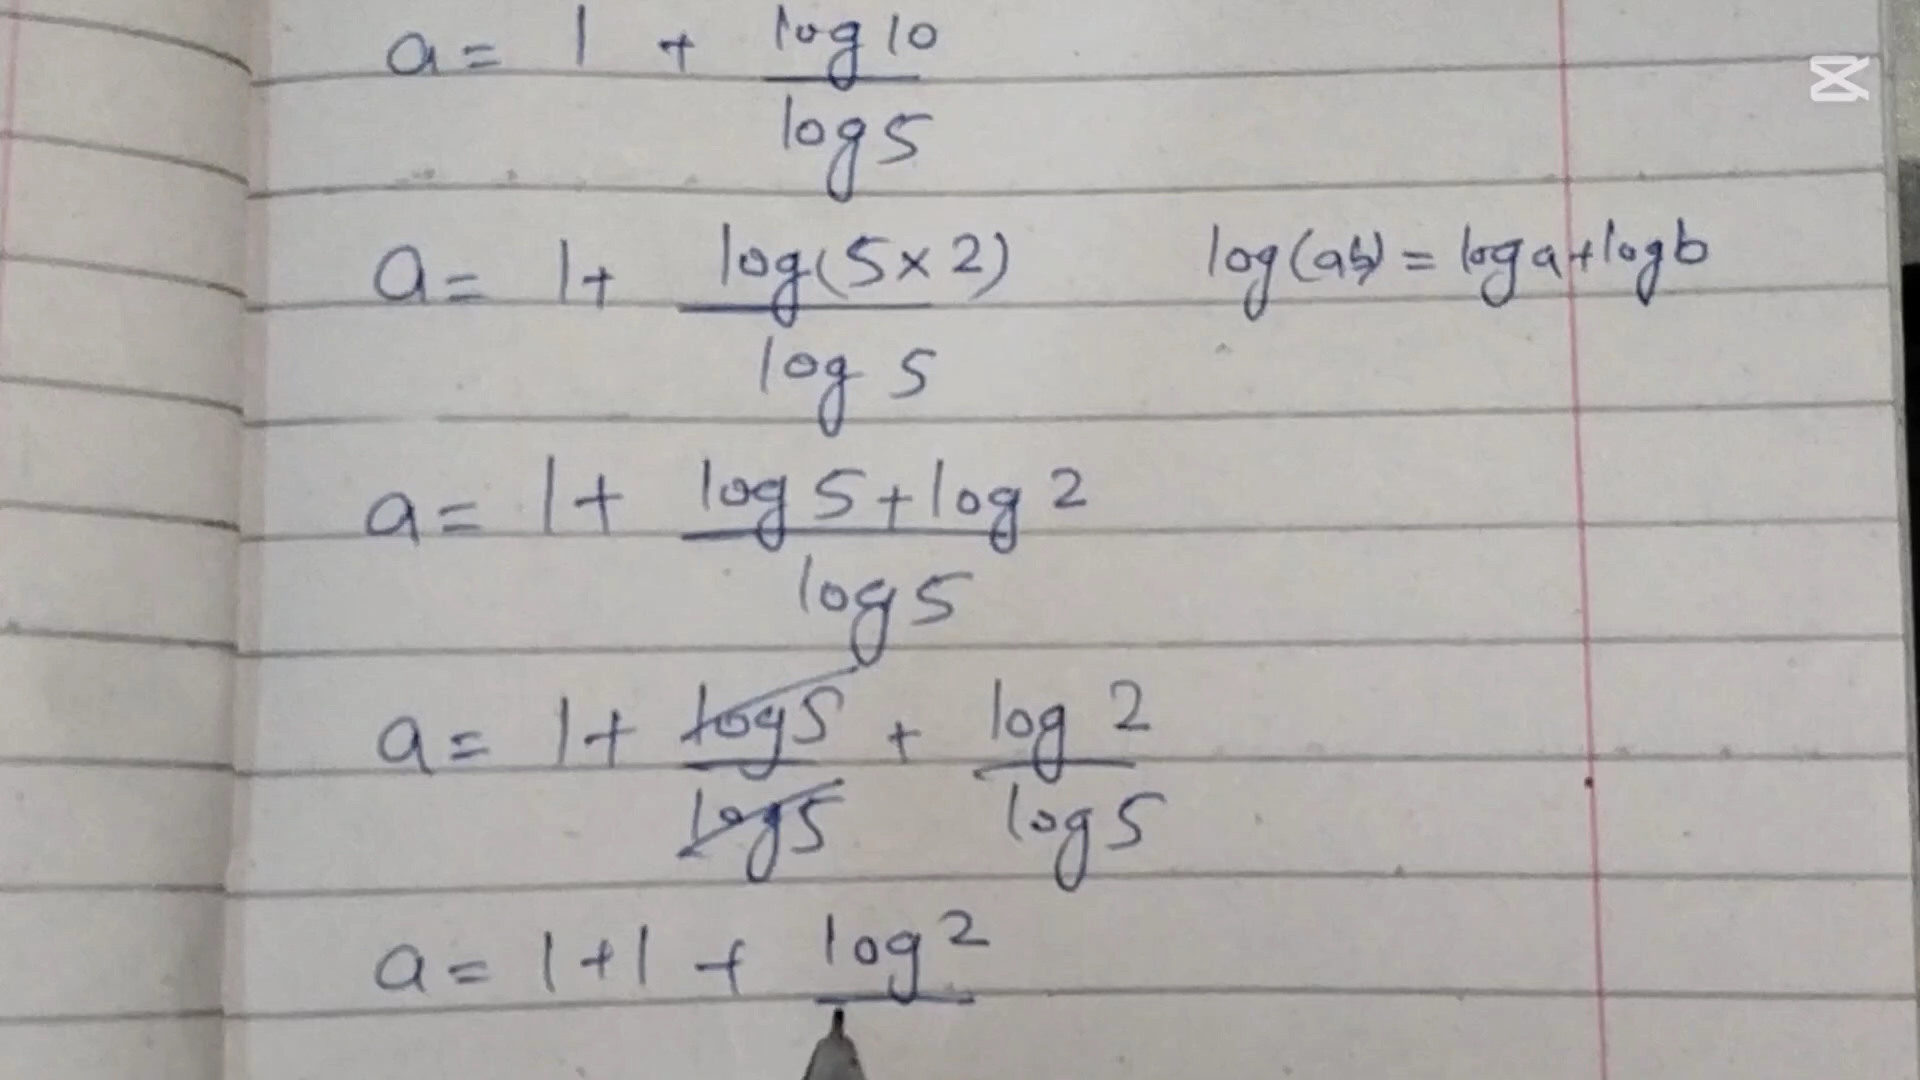 a = 1 + log 10 / log 5
a = 1 + log(5 × 2) / log 5    log(ab) = log a + log b
a = 1 + log 5 + log 2 / log 5
a = 1 + log 5 / log 5 + log 2 / log 5
a = 1 + 1 + log 2